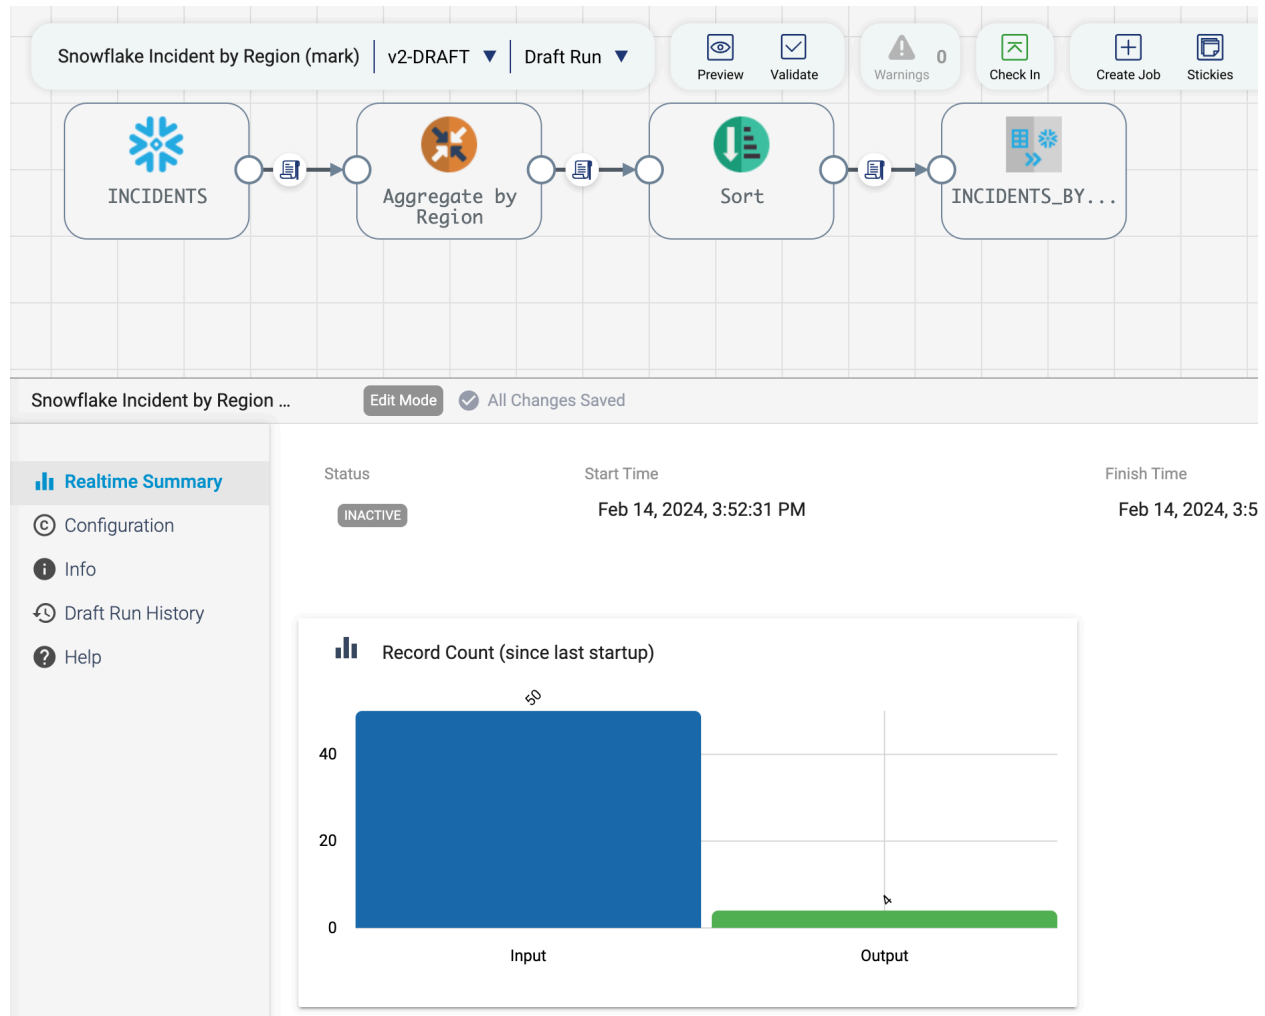 Snowflake Incident by Region (mark)
v2-DRAFT
Draft Run
Preview
Validate
Warnings
0
Check In
Create Job
Stickies
INCIDENTS
Aggregate by
Region
Sort
INCIDENTS_BY...
Snowflake Incident by Region ...
Edit Mode
All Changes Saved
Realtime Summary
Configuration
Info
Draft Run History
Help
Status
INACTIVE
Start Time
Feb 14, 2024, 3:52:31 PM
Finish Time
Feb 14, 2024, 3:5
Record Count (since last startup)
50
40
20
0
4
Input
Output